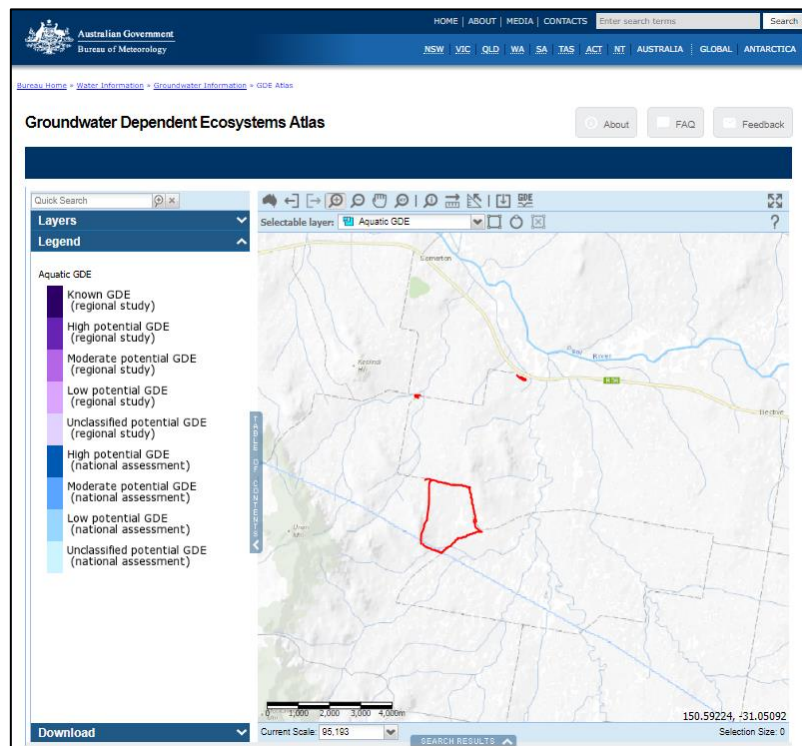 HOME | ABOUT | MEDIA | CONTACTS
Enter search terms
Search
Australian Government
Bureau of Meteorology
NSW VIC QLD WA SA TAS ACT NT AUSTRALIA GLOBAL ANTARCTICA
Bureau Home » Water Information » Groundwater Information » GDE Atlas
Groundwater Dependent Ecosystems Atlas
About
FAQ
Feedback
Quick Search
Layers
Selectable layer: Aquatic GDE
?
Legend
Aquatic GDE
Known GDE
(regional study)
High potential GDE
(regional study)
Moderate potential GDE
(regional study)
Low potential GDE
(regional study)
Unclassified potential GDE
(regional study)
High potential GDE
(national assessment)
Moderate potential GDE
(national assessment)
Low potential GDE
(national assessment)
Unclassified potential GDE
(national assessment)
TABLE OF CONTENTS
GDE
Somerton
Peel River
0 1,000 2,000 3,000 4,000m
150.59224, -31.05092
Download
Current Scale: 95,193
SEARCH RESULTS
Selection Size: 0